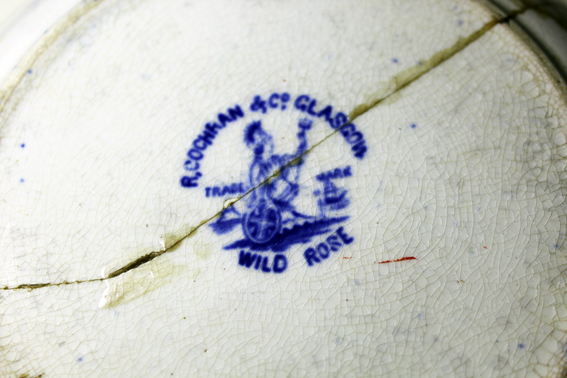 R. COCHRAN & Co GLASGOW
TRADE MARK
WILD ROSE